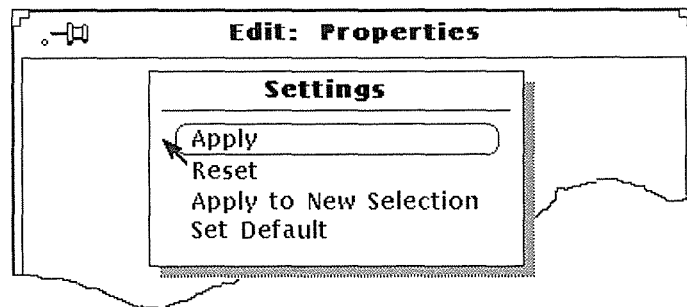 Edit: Properties
Settings
Apply
Reset
Apply to New Selection
Set Default